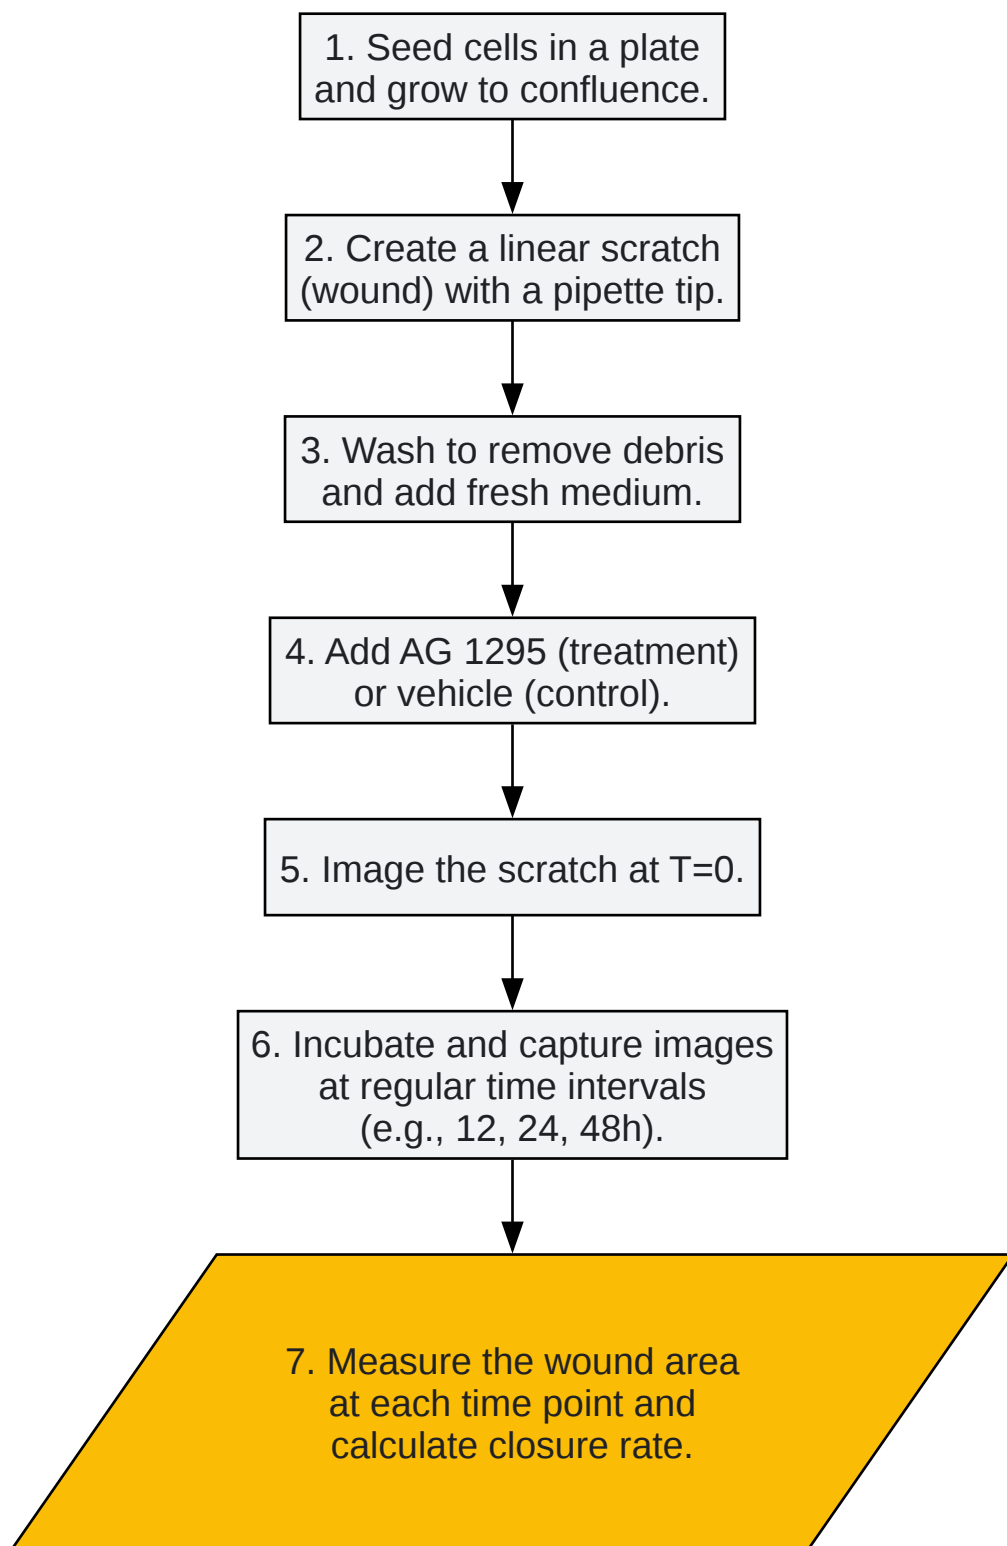 1. Seed cells in a plate
and grow to confluence.
2. Create a linear scratch
(wound) with a pipette tip.
3. Wash to remove debris
and add fresh medium.
4. Add AG 1295 (treatment)
or vehicle (control).
5. Image the scratch at T=0.
6. Incubate and capture images
at regular time intervals
(e.g., 12, 24, 48h).
7. Measure the wound area
at each time point and
calculate closure rate.